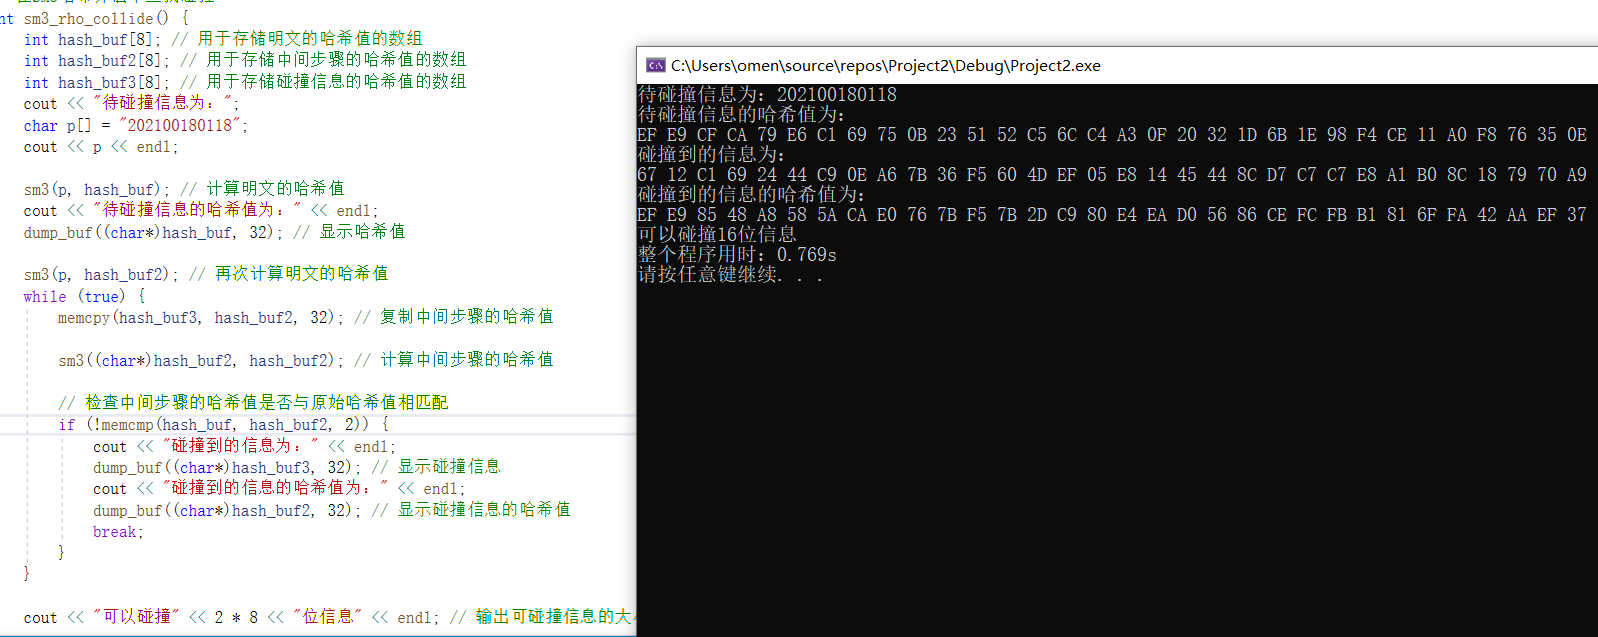 nt sm3_rho_collide() {
int hash_buf[8]; // 用于存储明文的哈希值的数组
int hash_buf2[8]; // 用于存储中间步骤的哈希值的数组
int hash_buf3[8]; // 用于存储碰撞信息的哈希值的数组
cout << "待碰撞信息为：";
char p[] = "202100180118";
cout << p << endl;
sm3(p, hash_buf); // 计算明文的哈希值
cout << "待碰撞信息的哈希值为：" << endl;
dump_buf((char*)hash_buf, 32); // 显示哈希值
sm3(p, hash_buf2); // 再次计算明文的哈希值
while (true) {
memcpy(hash_buf3, hash_buf2, 32); // 复制中间步骤的哈希值
sm3((char*)hash_buf2, hash_buf2); // 计算中间步骤的哈希值
// 检查中间步骤的哈希值是否与原始哈希值相匹配
if (!memcmp(hash_buf, hash_buf2, 2)) {
cout << "碰撞到的信息为：" << endl;
dump_buf((char*)hash_buf3, 32); // 显示碰撞信息
cout << "碰撞到的信息的哈希值为：" << endl;
dump_buf((char*)hash_buf2, 32); // 显示碰撞信息的哈希值
break;
}
}
cout << "可以碰撞" << 2 * 8 << "位信息" << endl; // 输出可碰撞信息的大
C:\Users\omen\source\repos\Project2\Debug\Project2.exe
待碰撞信息为：202100180118
待碰撞信息的哈希值为：
EF E9 CF CA 79 E6 C1 69 75 0B 23 51 52 C5 6C C4 A3 0F 20 32 1D 6B 1E 98 F4 CE 11 A0 F8 76 35 0E
碰撞到的信息为：
67 12 C1 69 24 44 C9 0E A6 7B 36 F5 60 4D EF 05 E8 14 45 44 8C D7 C7 C7 E8 A1 B0 8C 18 79 70 A9
碰撞到的信息的哈希值为：
EF E9 85 48 A8 58 5A CA E0 76 7B F5 7B 2D C9 80 E4 EA D0 56 86 CE FC FB B1 81 6F FA 42 AA EF 37
可以碰撞16位信息
整个程序用时：0.769s
请按任意键继续. . .